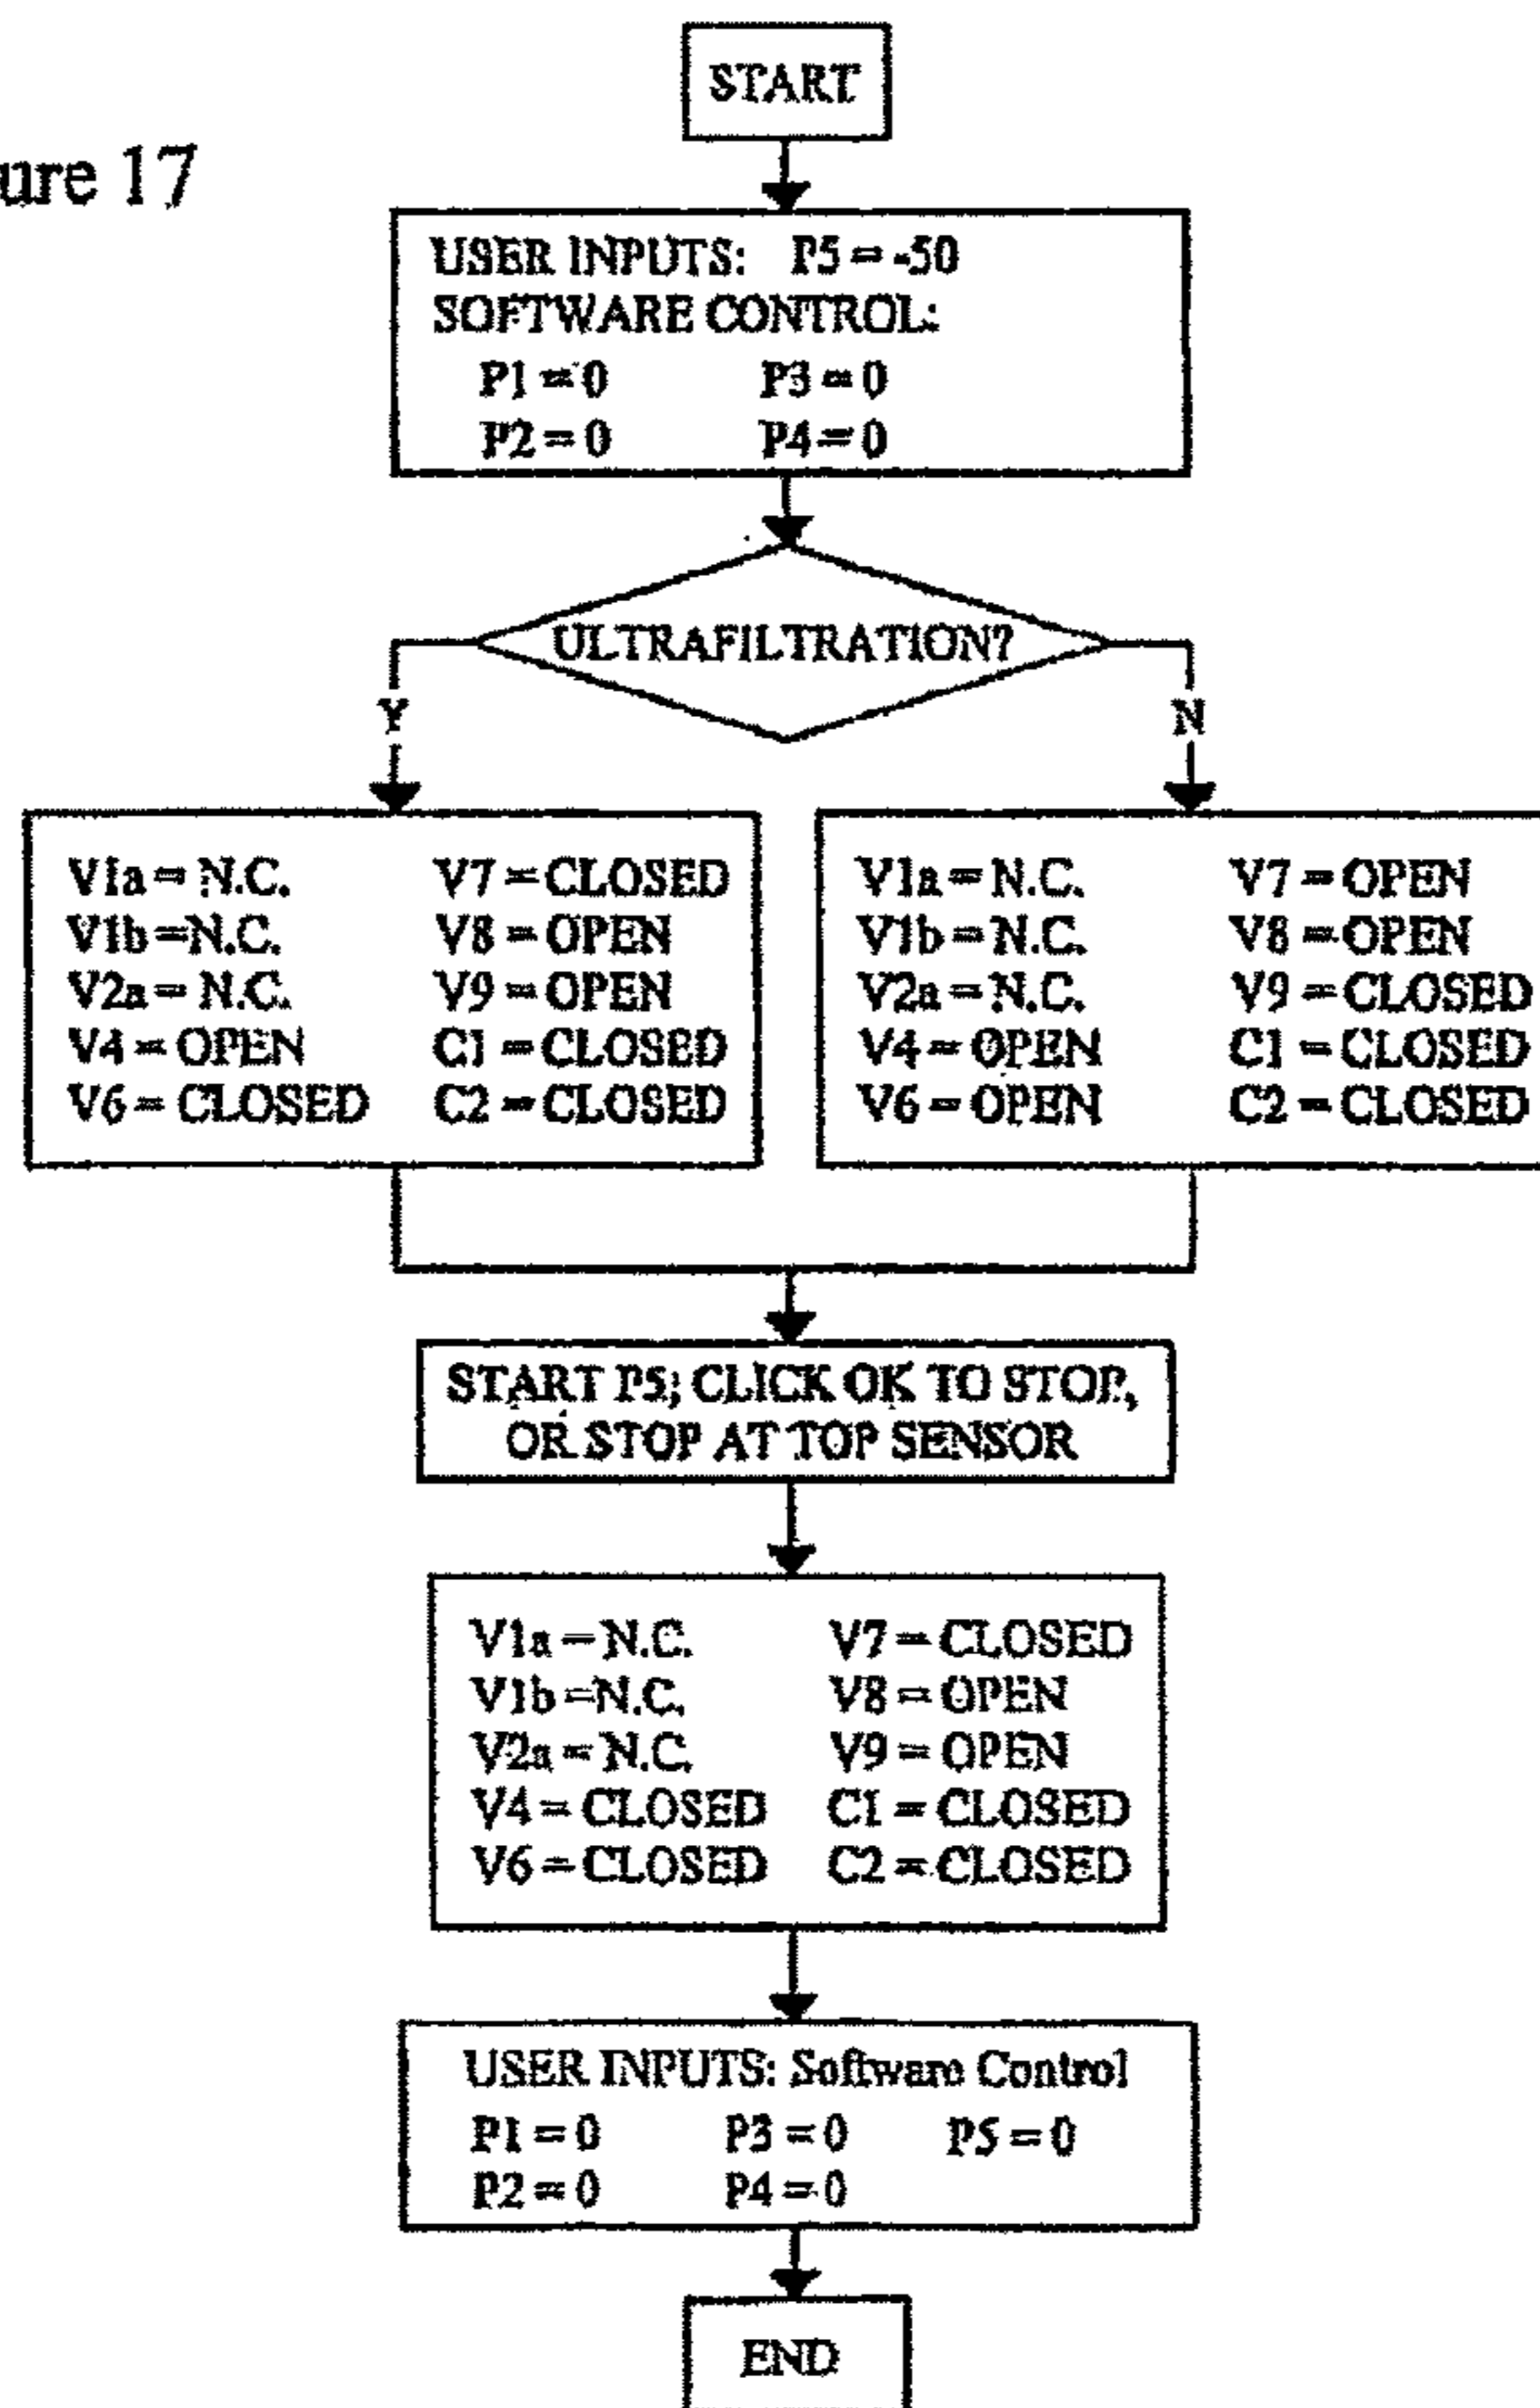 START
ure 17
USER INPUTS: P5 = -50
SOFTWARE CONTROL:
P1 = 0 P3 = 0
P2 = 0 P4 = 0
ULTRAFILTRATION?
Y N
V1a = N.C. V7 = CLOSED
V1b =N.C. V8 = OPEN
V2a = N.C. V9 = OPEN
V4 = OPEN C1 = CLOSED
V6 = CLOSED C2 = CLOSED
V1a = N.C. V7 = OPEN
V1b = N.C. V8 = OPEN
V2a = N.C. V9 = CLOSED
V4 = OPEN C1 = CLOSED
V6 = OPEN C2 = CLOSED
START P5; CLICK OK TO STOP,
OR STOP AT TOP SENSOR
V1a = N.C. V7 = CLOSED
V1b =N.C. V8 = OPEN
V2a = N.C. V9 = OPEN
V4 = CLOSED C1 = CLOSED
V6 = CLOSED C2 = CLOSED
USER INPUTS: Software Control
P1 = 0 P3 = 0 P5 = 0
P2 = 0 P4 = 0
END